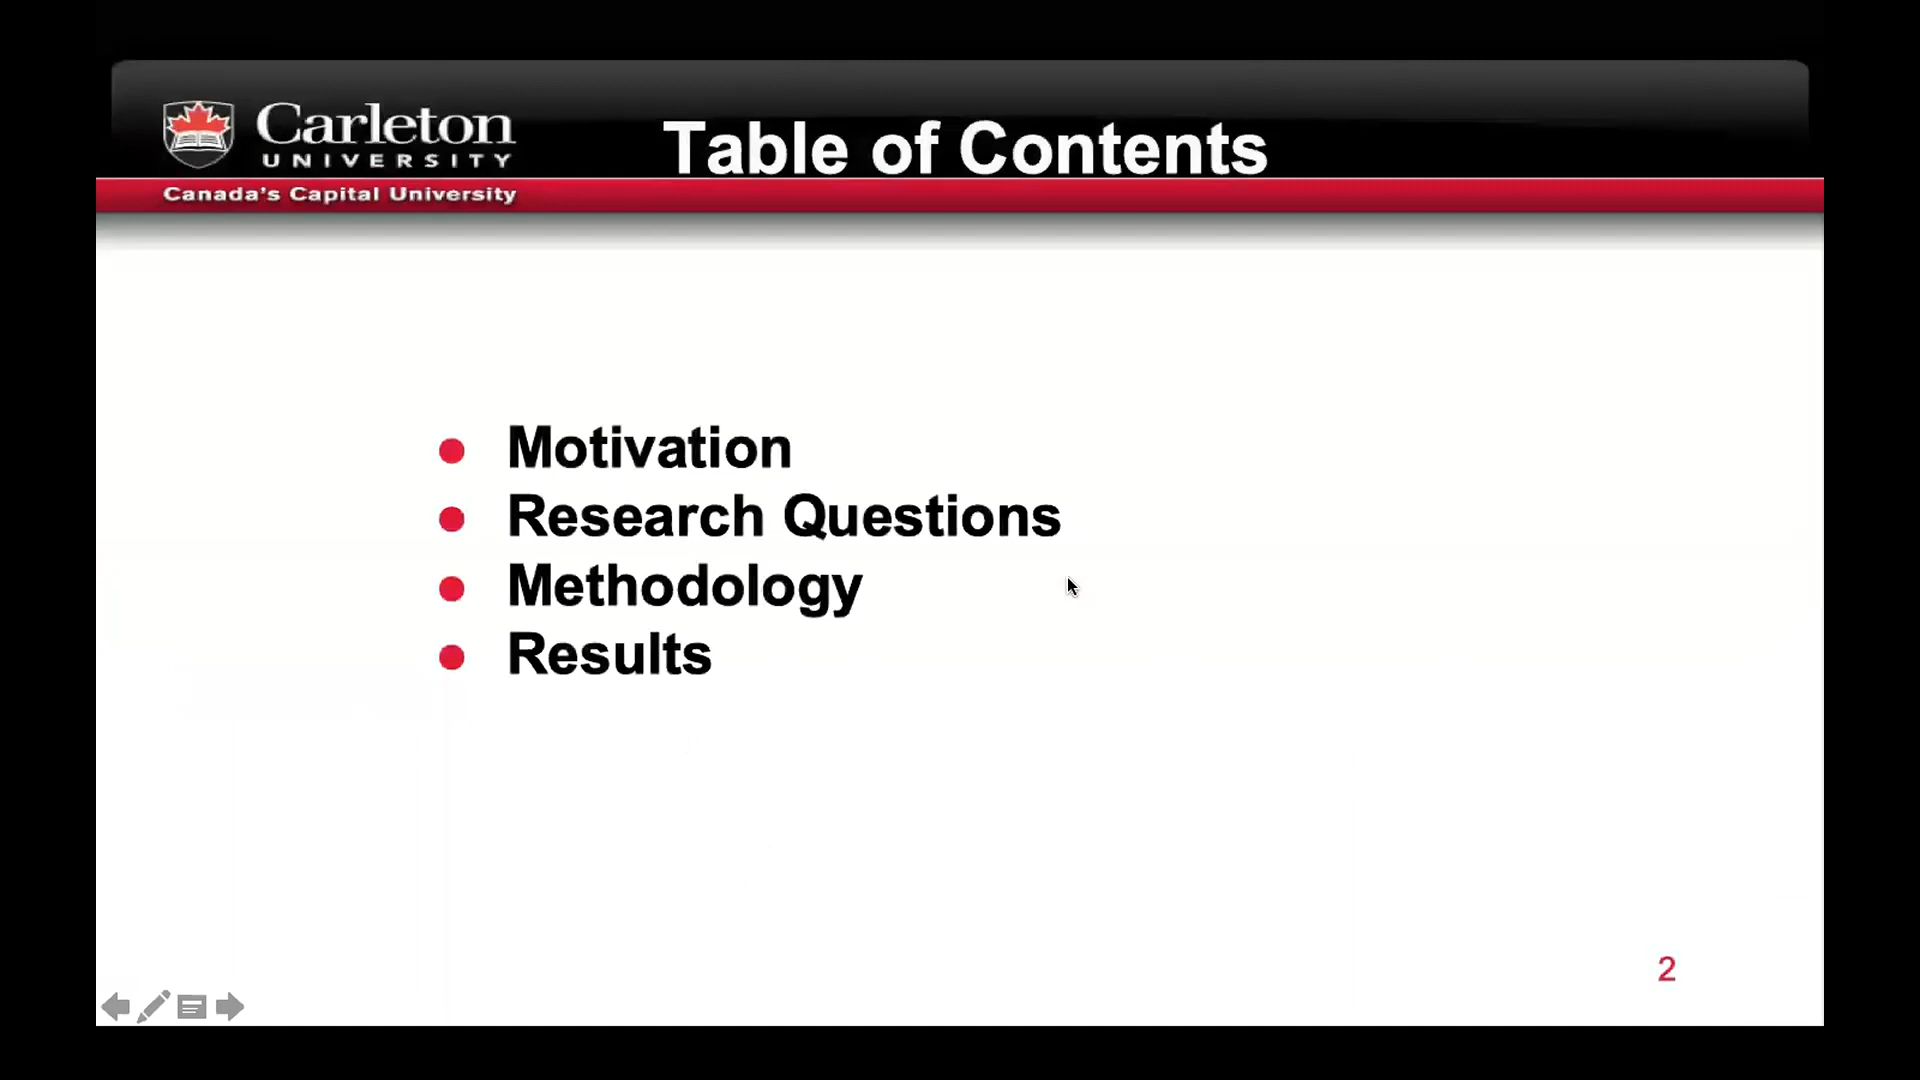 Carleton
UNIVERSITY
Canada's Capital University
Table of Contents
Motivation
Research Questions
Methodology
Results
2